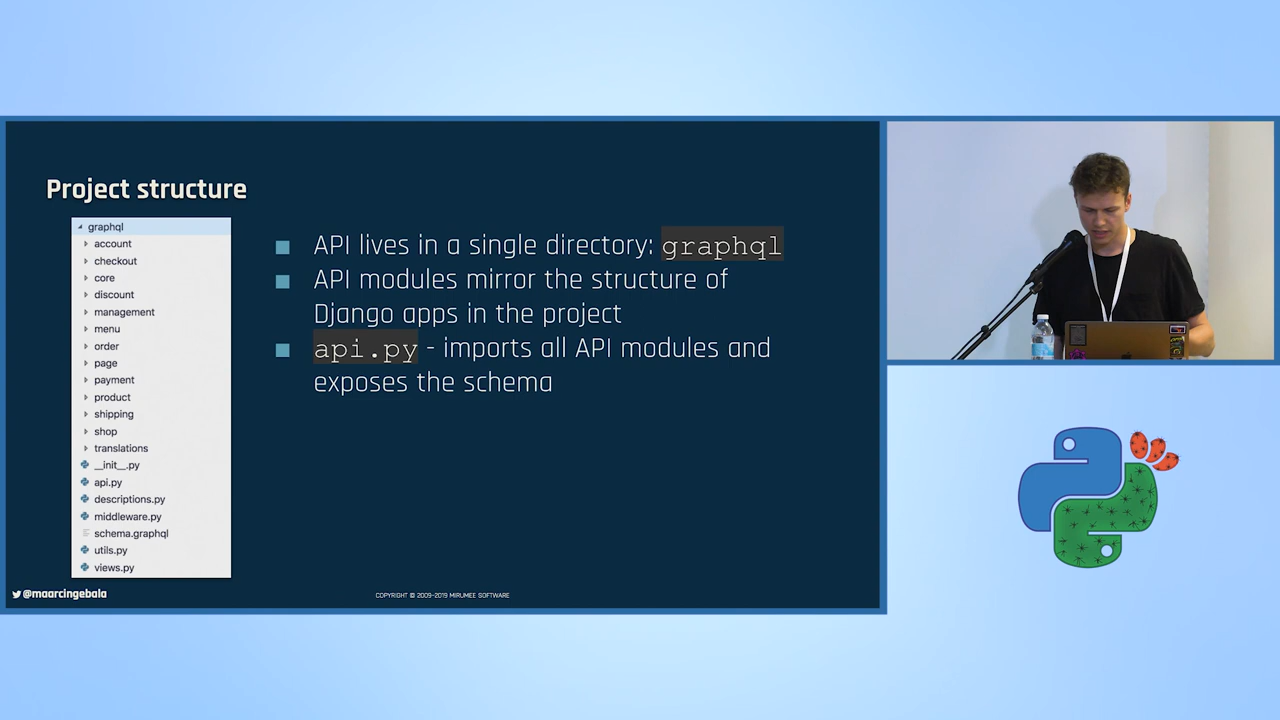 Project structure
graphql
account
checkout
core
discount
management
menu
order
page
payment
product
shipping
shop
translations
__init__.py
api.py
descriptions.py
middleware.py
schema.graphql
utils.py
views.py
API lives in a single directory: graphql
API modules mirror the structure of
Django apps in the project
api.py - imports all API modules and
exposes the schema
@maarcingebala
COPYRIGHT © 2009-2019 MIRUMEE SOFTWARE